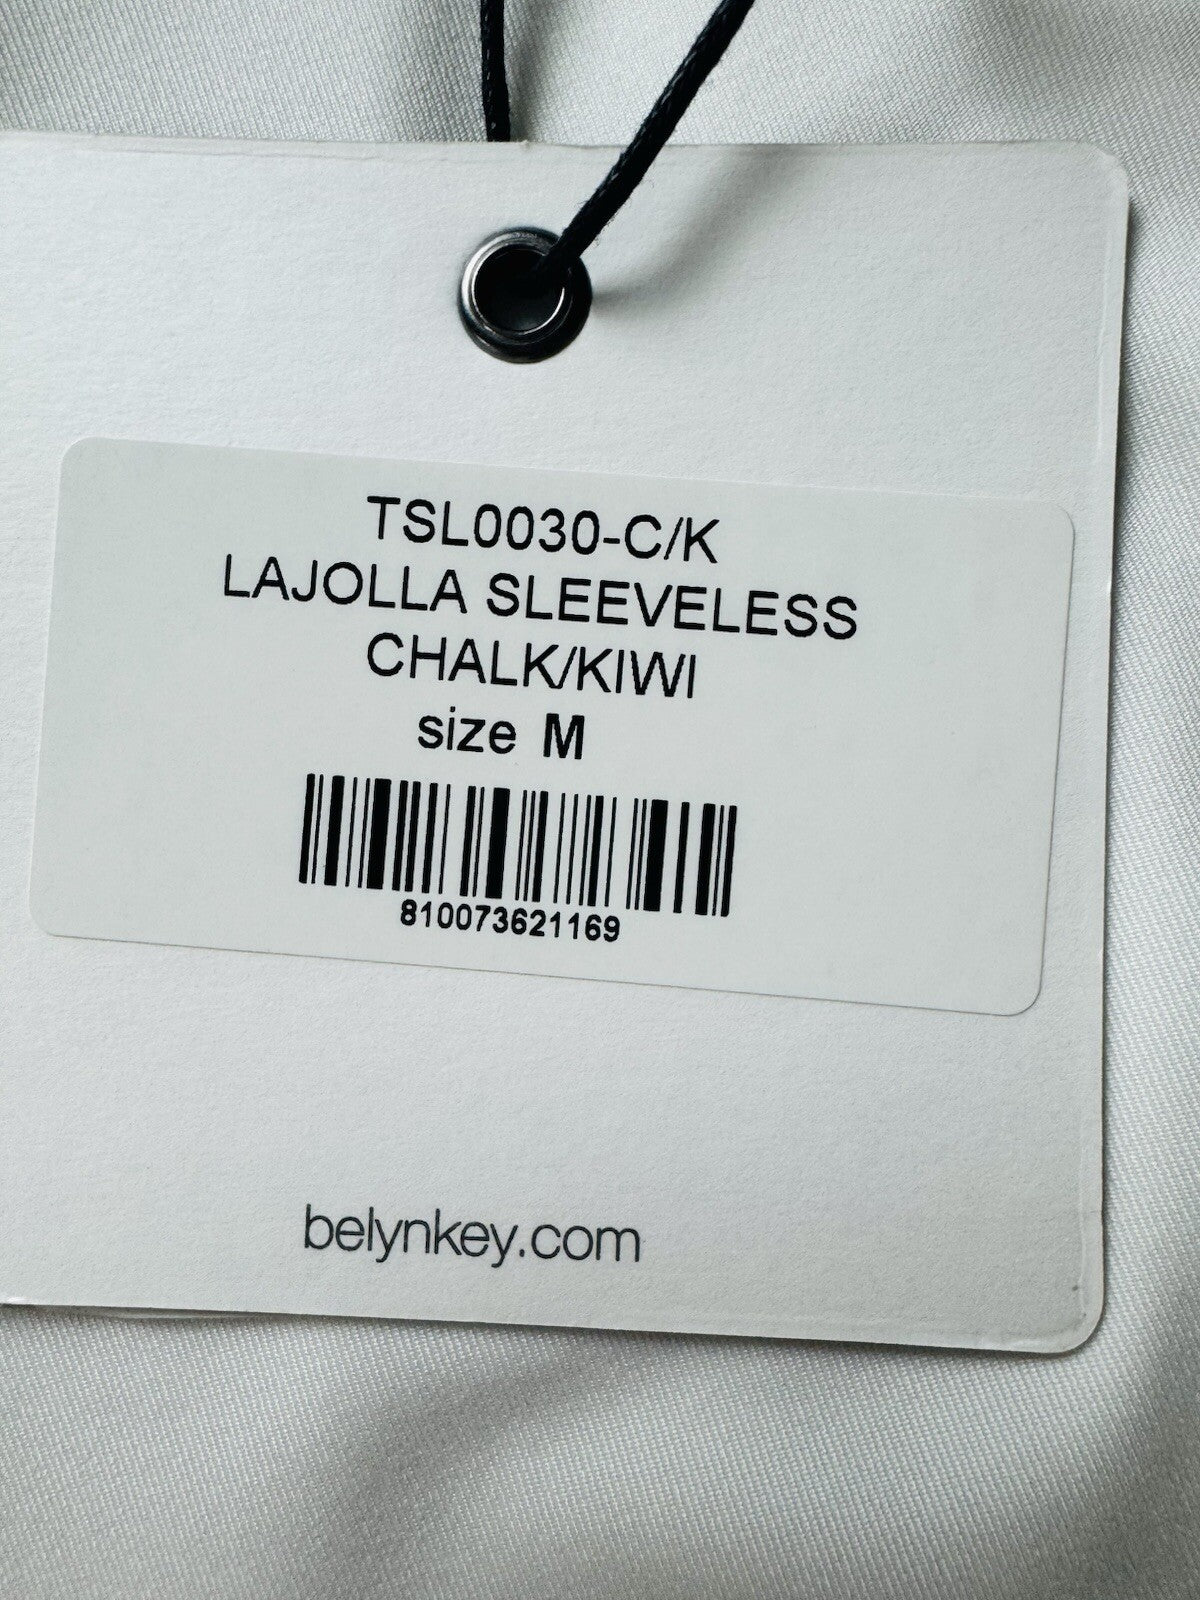 TSL0030-C/K
LAJOLLA SLEEVELESS
CHALK/KIWI
size M
810073621169
belynkey.com